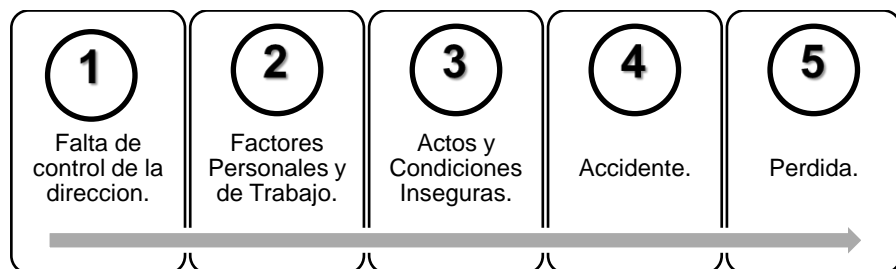 1
Falta de
control de la
direccion.
2
Factores
Personales y
de Trabajo.
3
Actos y
Condiciones
Inseguras.
4
Accidente.
5
Perdida.